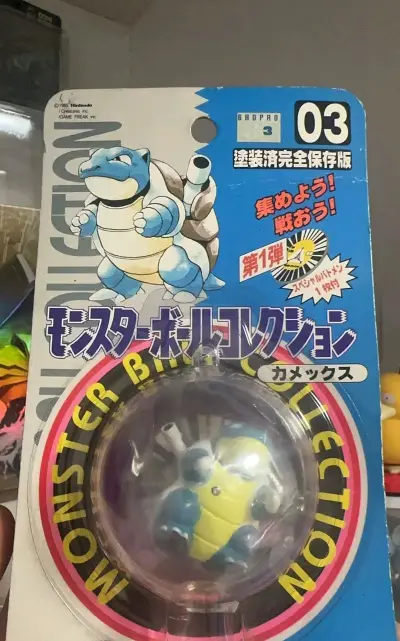 ©1995 Nintendo
CREATURES inc.
GAME FREAK inc.
BANPRO
03
塗装済完全保存版
集めよう!
戦おう!
第1弾
スペシャルバトメン
1枚付
モンスターボールコレクション
カメックス
MONSTER BALL COLLECTION